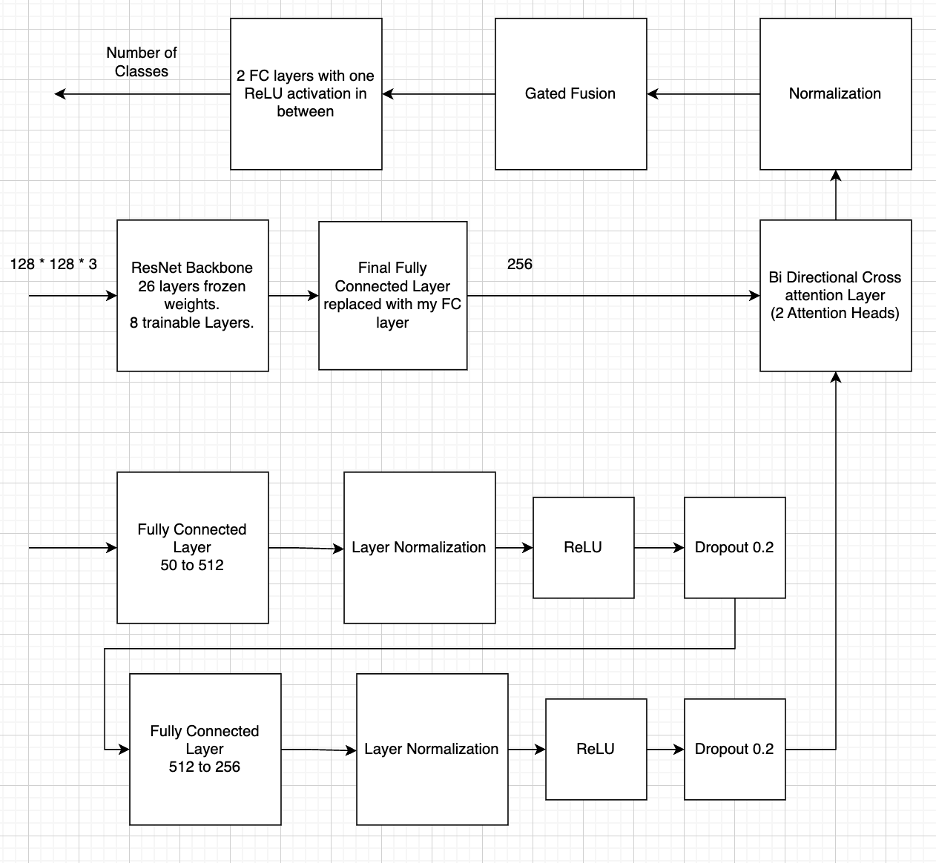 Number of
Classes
2 FC layers with one
ReLU activation in
between
Gated Fusion
Normalization
128 * 128 * 3
ResNet Backbone
26 layers frozen
weights.
8 trainable Layers.
Final Fully
Connected Layer
replaced with my FC
layer
256
Bi Directional Cross
attention Layer
(2 Attention Heads)
Fully Connected
Layer
50 to 512
Layer Normalization
ReLU
Dropout 0.2
Fully Connected
Layer
512 to 256
Layer Normalization
ReLU
Dropout 0.2